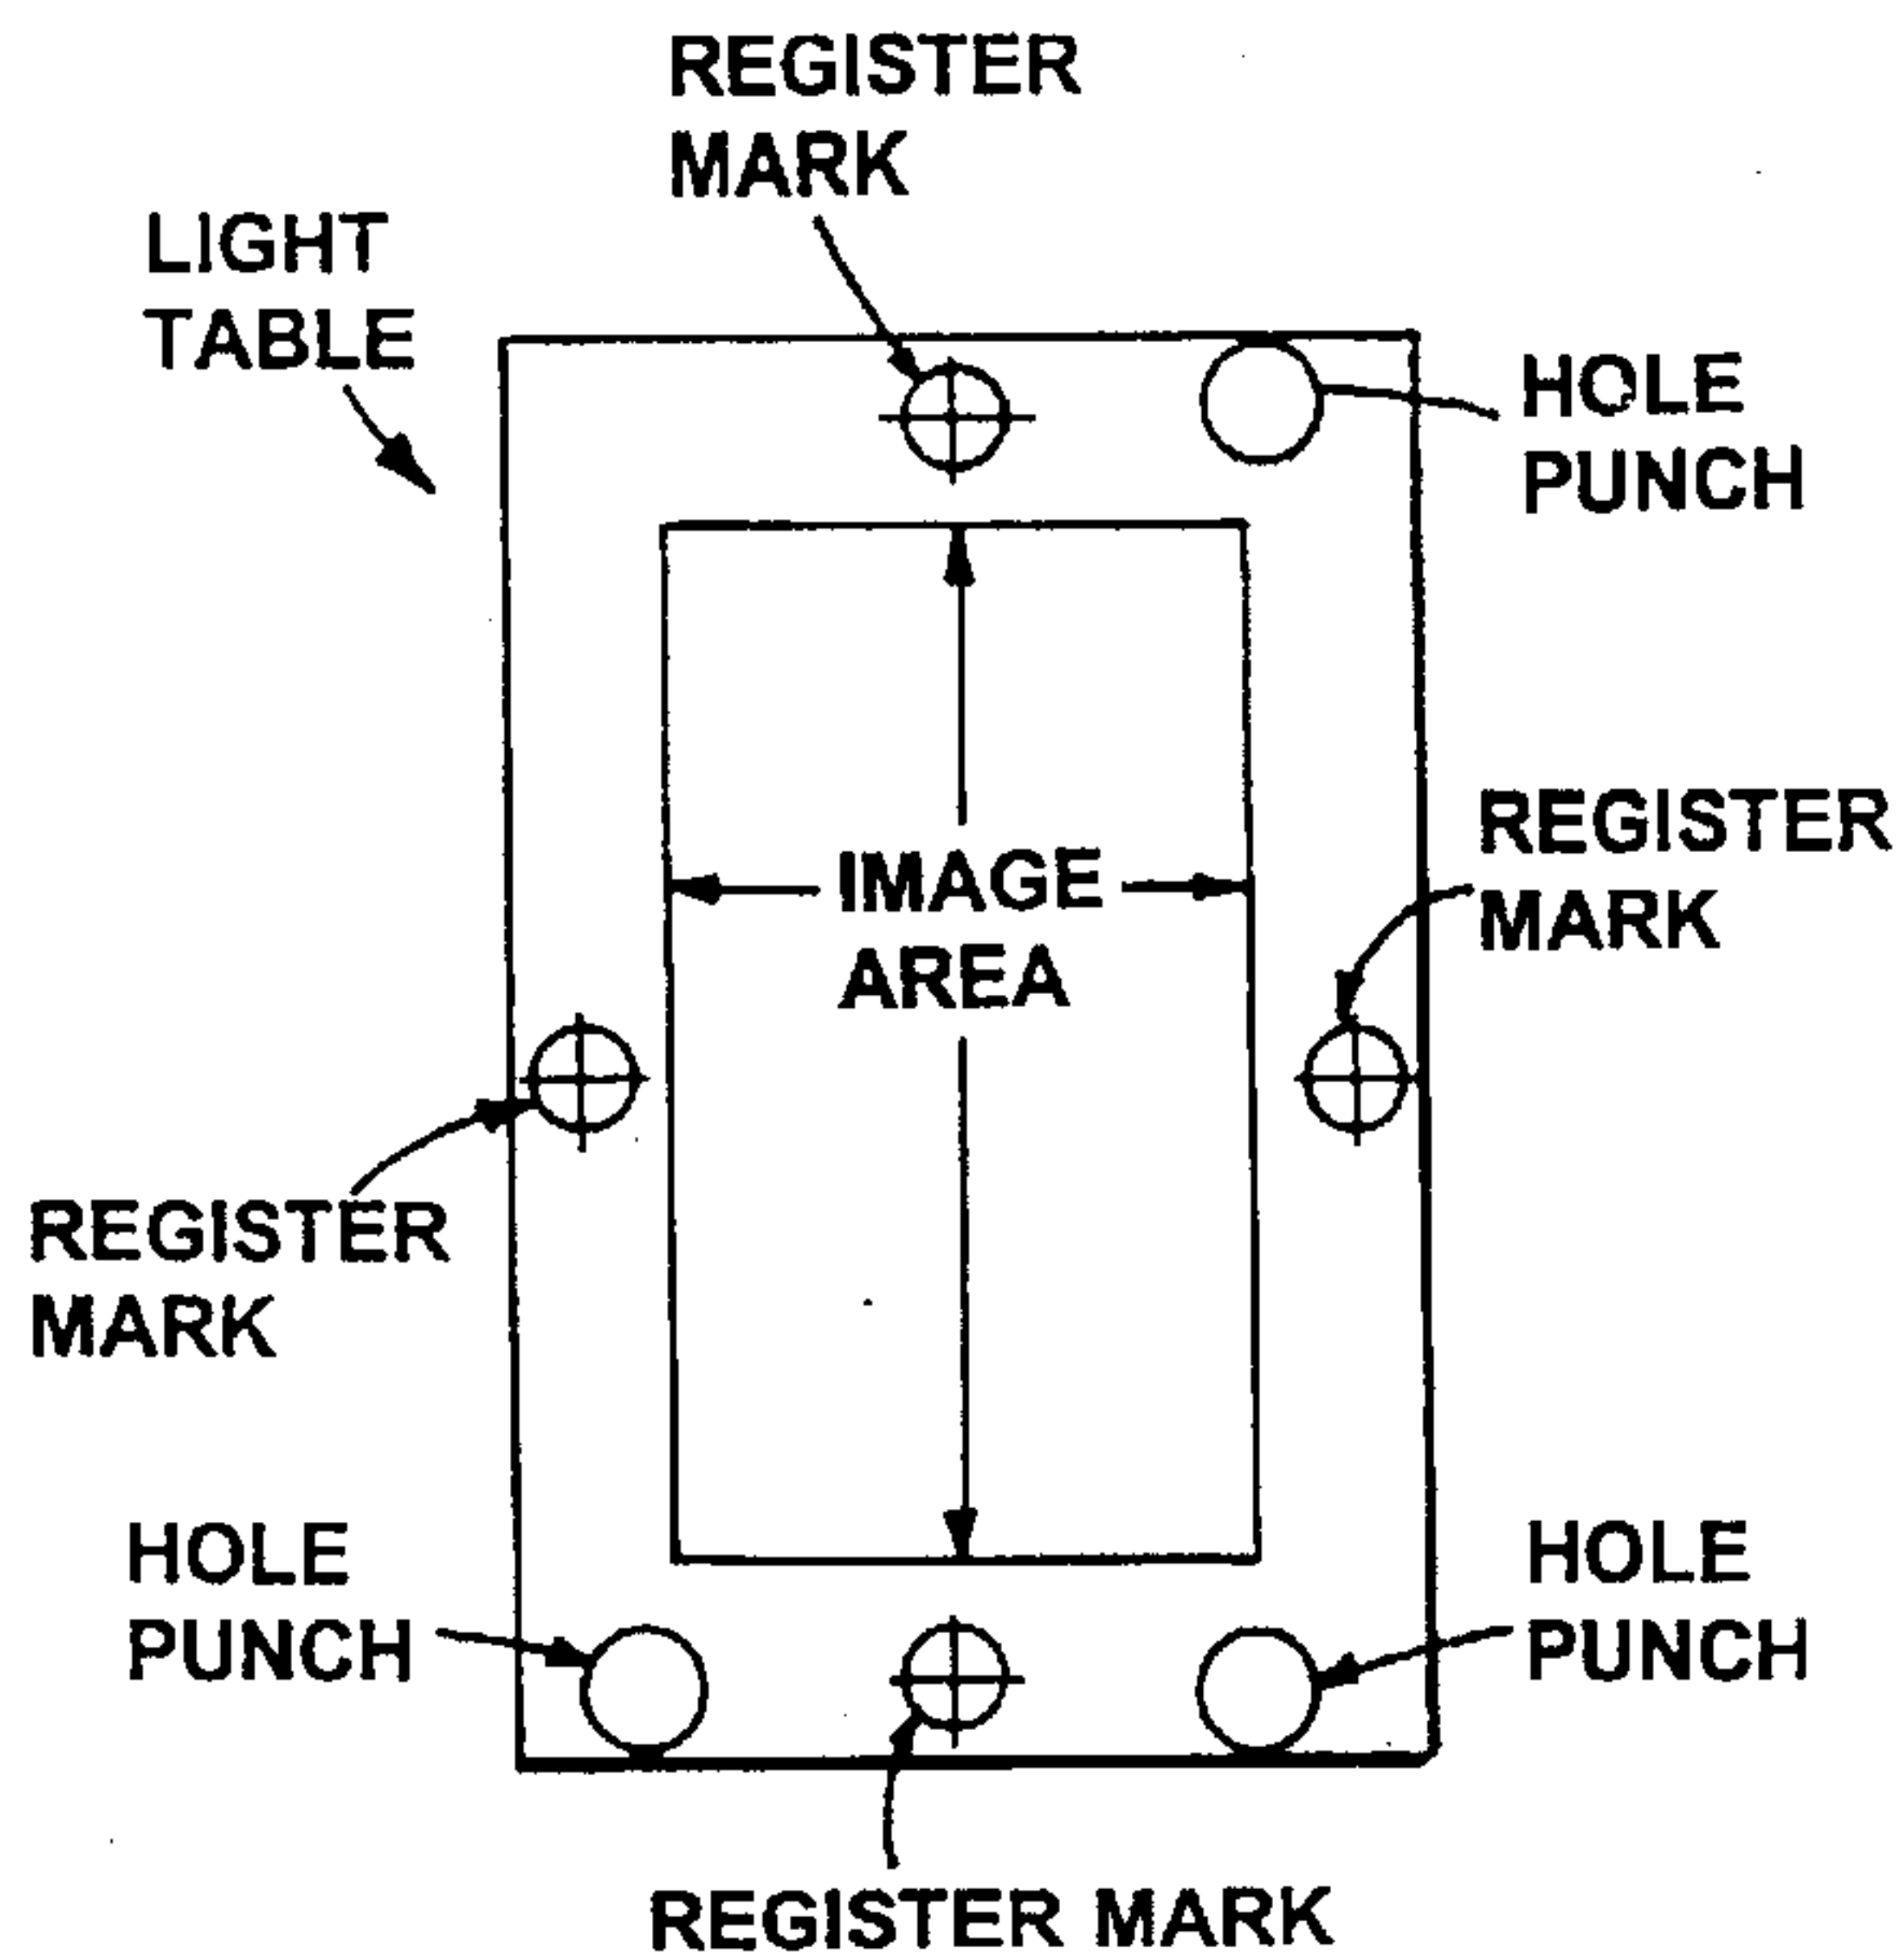 REGISTER
MARK
LIGHT
TABLE
HOLE
PUNCH
REGISTER
MARK
IMAGE
AREA
REGISTER
MARK
HOLE
PUNCH
HOLE
PUNCH
REGISTER MARK